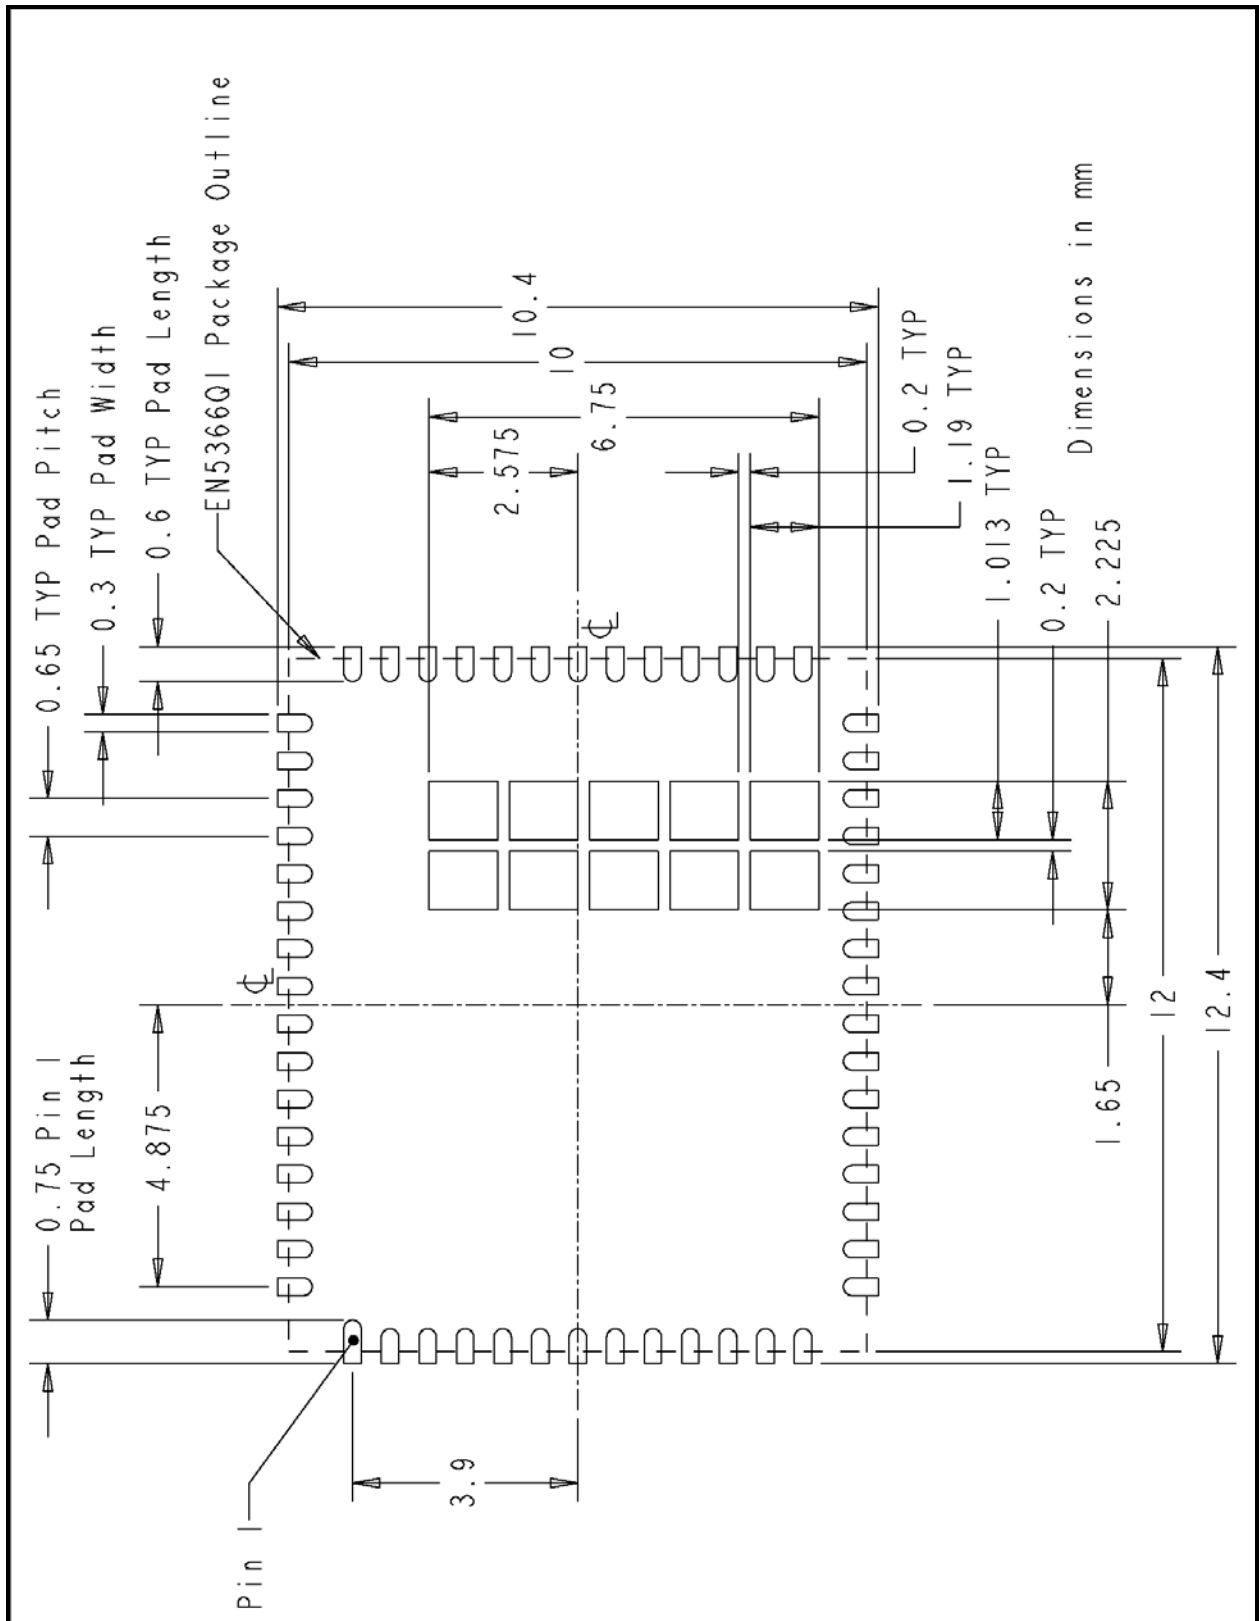 0.75 Pin 1
Pad Length
4.875
0.65 TYP Pad Pitch
0.3 TYP Pad Width
0.6 TYP Pad Length
EN5366QI Package Outline
Pin 1
3.9
CL
CL
10.4
10
6.75
2.575
0.2 TYP
1.19 TYP
1.013 TYP
0.2 TYP
2.225
1.65
12
12.4
Dimensions in mm